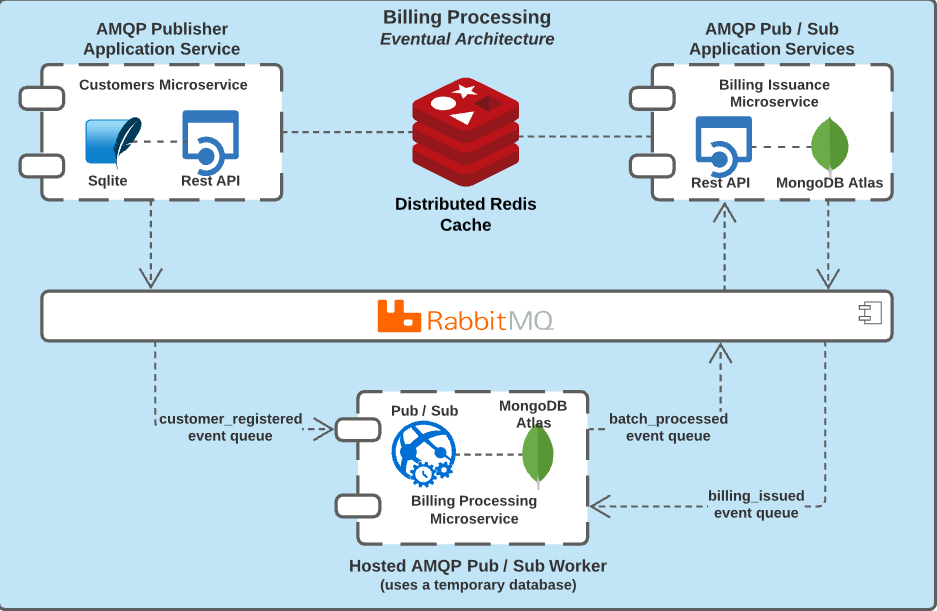 Billing Processing
Eventual Architecture
AMQP Publisher
Application Service
AMQP Pub / Sub
Application Services
Customers Microservice
Sqlite
Rest API
Distributed Redis
Cache
Billing Issuance
Microservice
Rest API
MongoDB Atlas
RabbitMQ
customer_registered
event queue
Pub / Sub
MongoDB
Atlas
Billing Processing
Microservice
batch_processed
event queue
billing_issued
event queue
Hosted AMQP Pub / Sub Worker
(uses a temporary database)